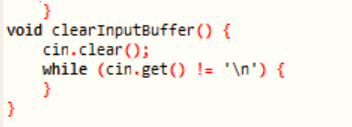 }
void clearInputBuffer() {
cin.clear();
while (cin.get() != '\n') {
}
}